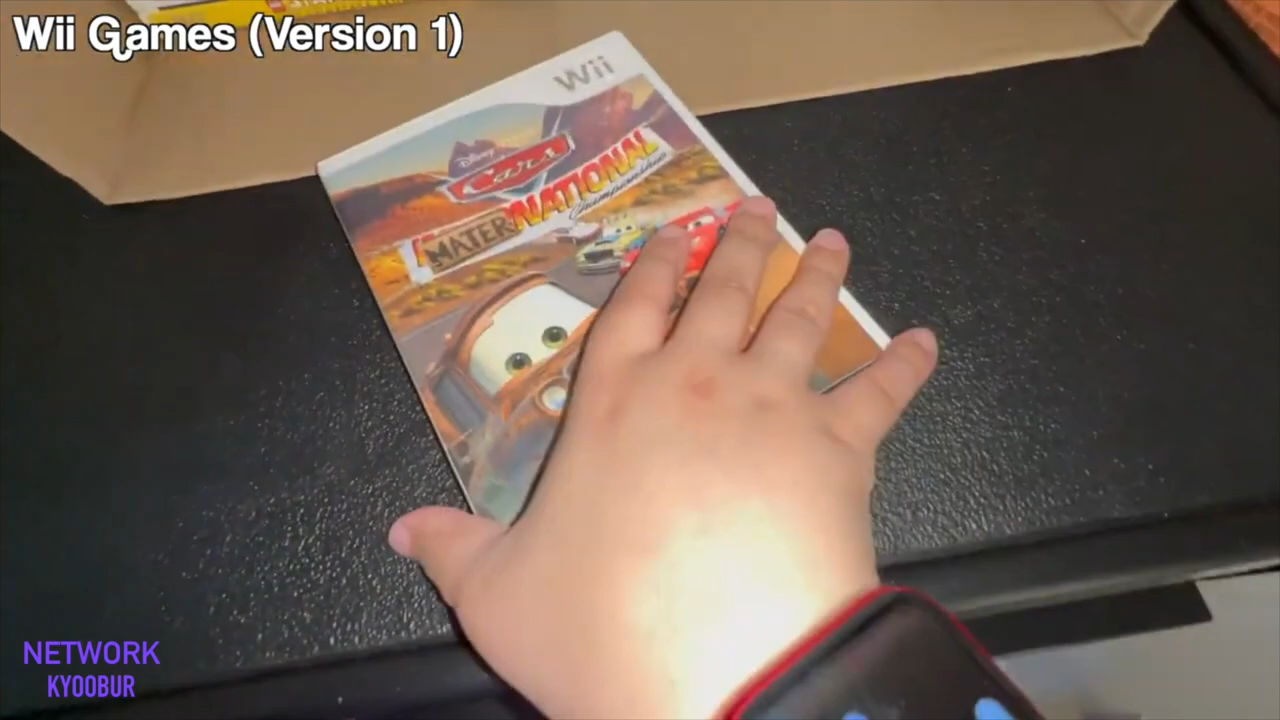 Wii Games (Version 1)
Wii
Disney
Cars
MATER NATIONAL
Championship
NETWORK
KYOOBUR